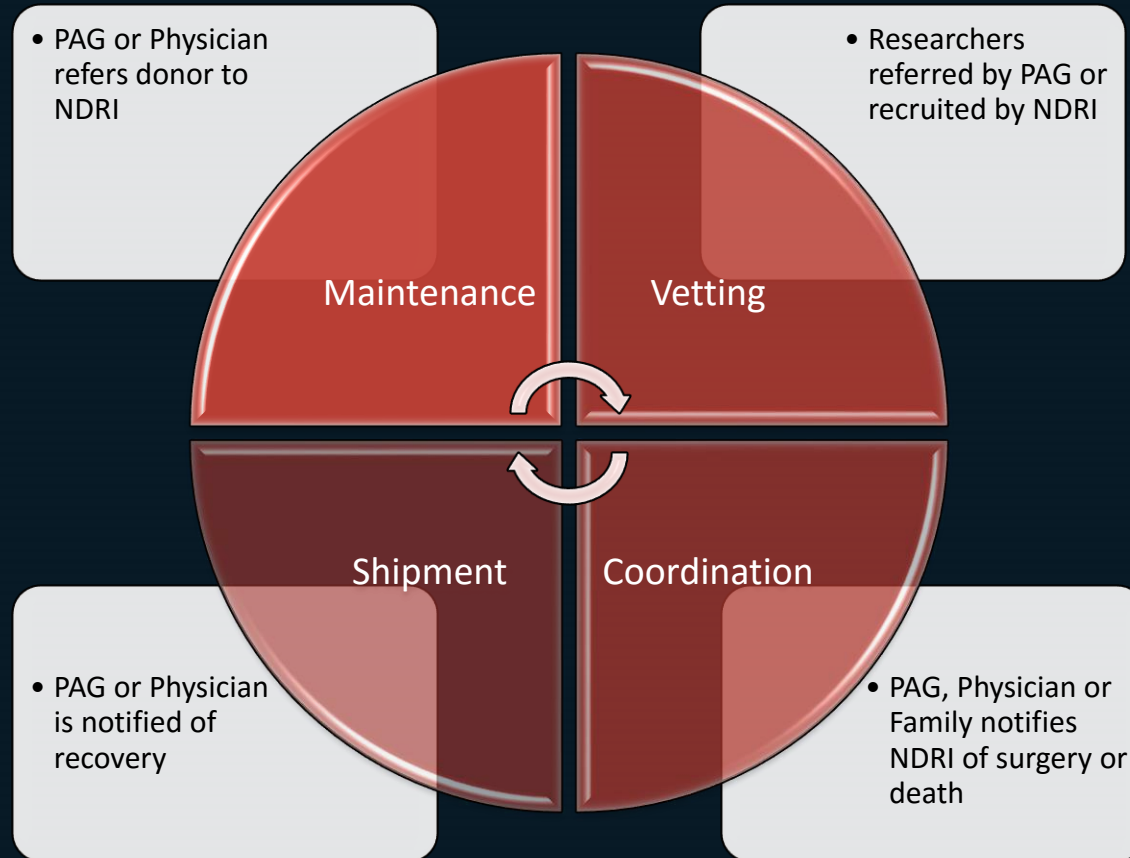 • PAG or Physician
refers donor to
NDRI
• Researchers
referred by PAG or
recruited by NDRI
Maintenance
Vetting
Shipment
Coordination
• PAG or Physician
is notified of
recovery
• PAG, Physician or
Family notifies
NDRI of surgery or
death